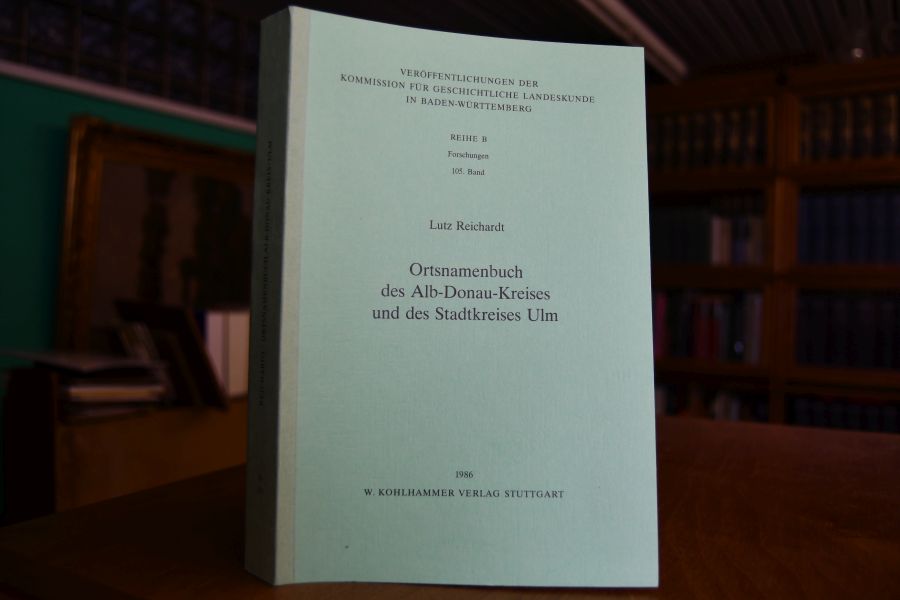 VERÖFFENTLICHUNGEN DER
KOMMISSION FÜR GESCHICHTLICHE LANDESKUNDE
IN BADEN-WÜRTTEMBERG
REIHE B
Forschungen
105. Band
Lutz Reichardt
Ortsnamenbuch
des Alb-Donau-Kreises
und des Stadtkreises Ulm
1986
W. KOHLHAMMER VERLAG STUTTGART